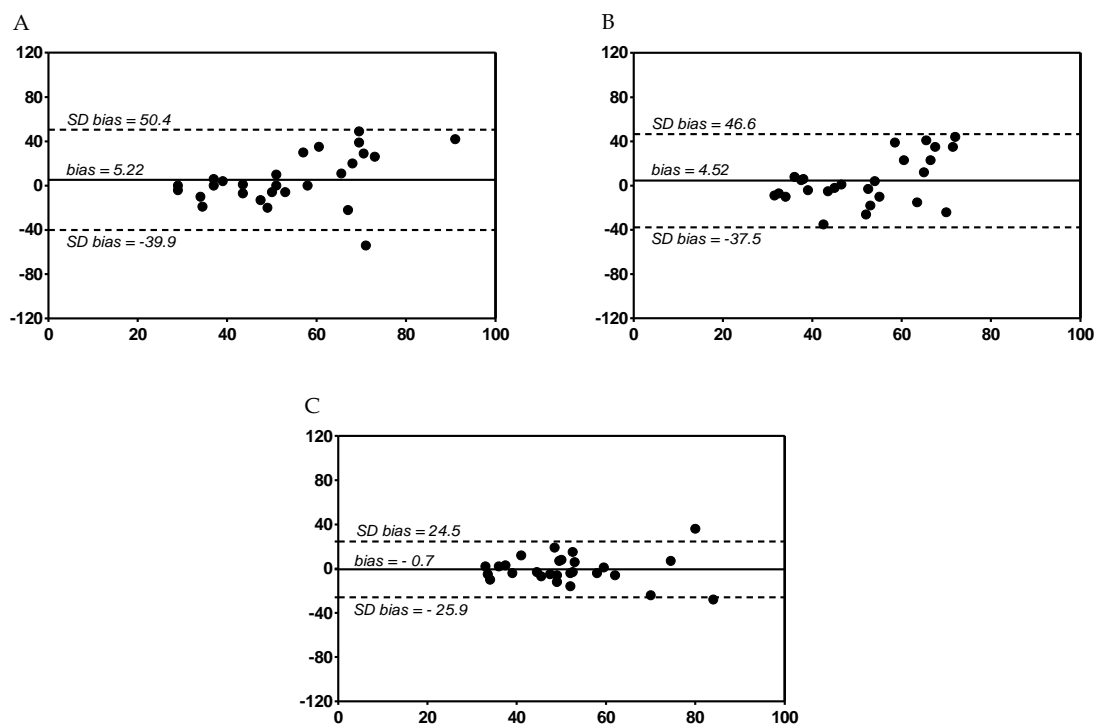 A
120
80
40
0
-40
-80
-120
SD bias = 50.4
bias = 5.22
SD bias = -39.9
0 20 40 60 80 100
B
120
80
40
0
-40
-80
-120
SD bias = 46.6
bias = 4.52
SD bias = -37.5
0 20 40 60 80 100
C
120
80
40
0
-40
-80
-120
SD bias = 24.5
bias = - 0.7
SD bias = - 25.9
0 20 40 60 80 100